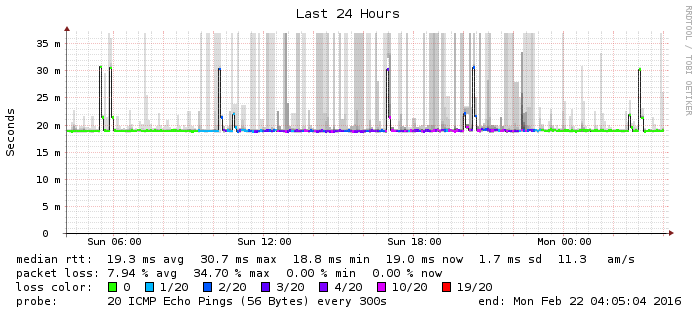 Last 24 Hours
RRDTOOL / TOBI OETIKER
Seconds
35 m
30 m
25 m
20 m
15 m
10 m
5 m
0
Sun 06:00 Sun 12:00 Sun 18:00 Mon 00:00
median rtt: 19.3 ms avg 30.7 ms max 18.8 ms min 19.0 ms now 1.7 ms sd 11.3 am/s
packet loss: 7.94 % avg 34.70 % max 0.00 % min 0.00 % now
loss color: 0 1/20 2/20 3/20 4/20 10/20 19/20
probe: 20 ICMP Echo Pings (56 Bytes) every 300s end: Mon Feb 22 04:05:04 2016